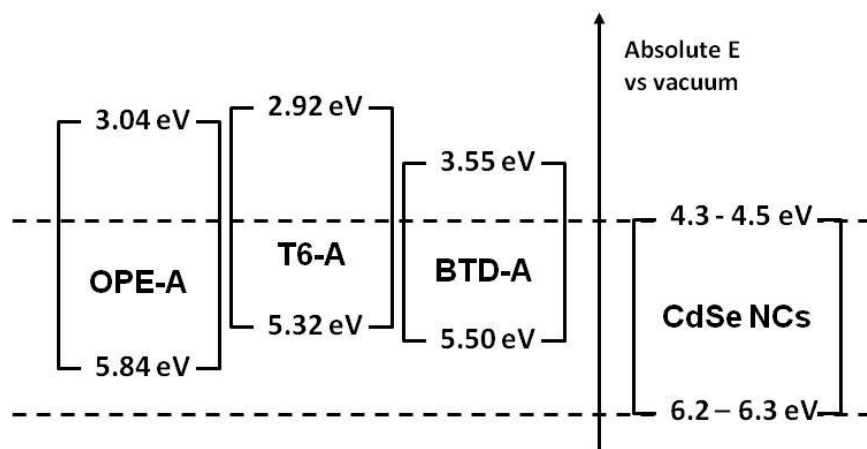 Absolute E
vs vacuum
3.04 eV
OPE-A
5.84 eV
2.92 eV
T6-A
5.32 eV
3.55 eV
BTD-A
5.50 eV
4.3 - 4.5 eV
CdSe NCs
6.2 – 6.3 eV